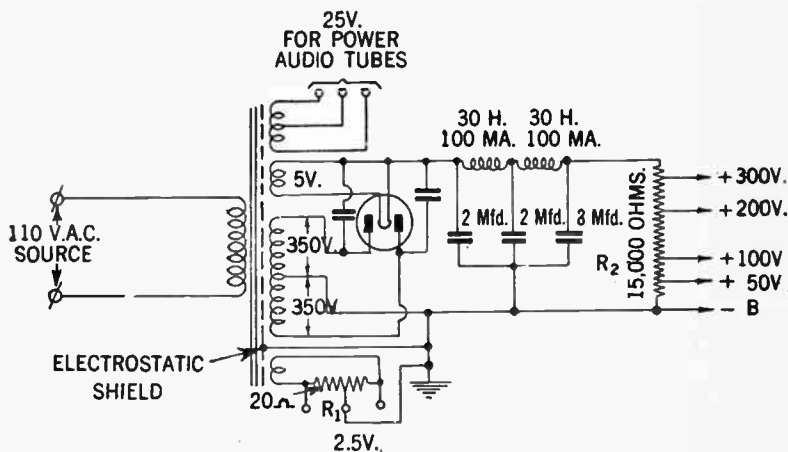 25V.
FOR POWER
AUDIO TUBES
30 H. 30 H.
100 MA. 100 MA.
5V.
110 V.A.C.
SOURCE
350V.
350V.
2 Mfd. 2 Mfd. 8 Mfd.
R2
15,000 OHMS.
+300V.
+200V.
+100V
+ 50V.
- B
ELECTROSTATIC
SHIELD
20Ω
R1
2.5V.